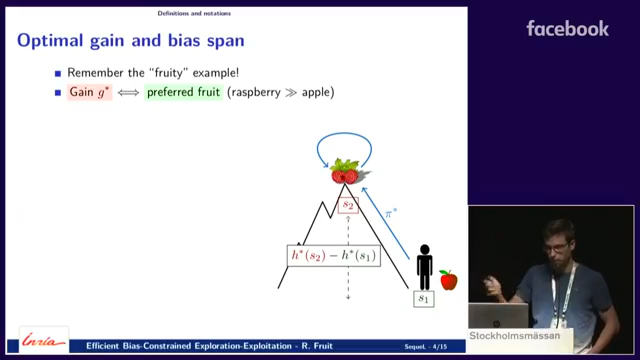 Definitions and notations
facebook
Optimal gain and bias span
Remember the "fruity" example!
Gain g* ⟺ preferred fruit (raspberry ≫ apple)
s₂
π*
h*(s₂) − h*(s₁)
s₁
Inria
Efficient Bias-Constrained Exploration-Exploitation - R. Fruit
SequeL - 4/15
Stockholmsmässan